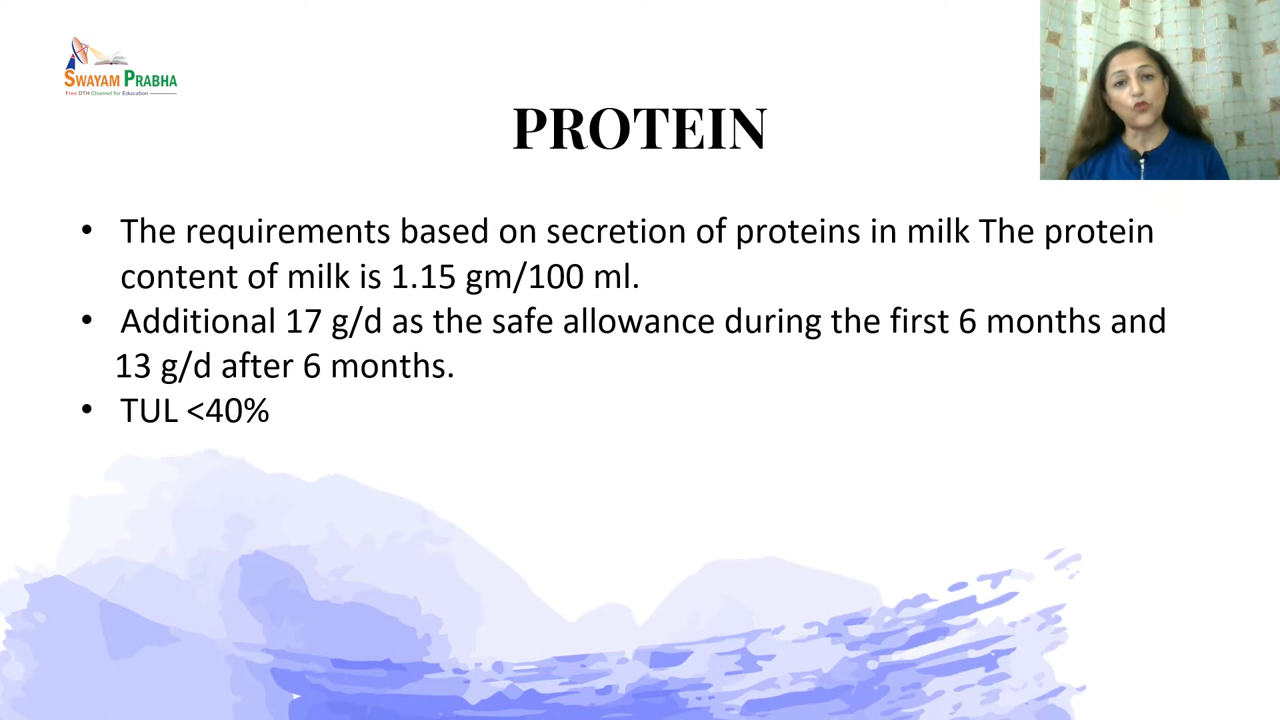 SWAYAM PRABHA
Free DTH Channel for Education
PROTEIN
• The requirements based on secretion of proteins in milk The protein
content of milk is 1.15 gm/100 ml.
• Additional 17 g/d as the safe allowance during the first 6 months and
13 g/d after 6 months.
• TUL <40%